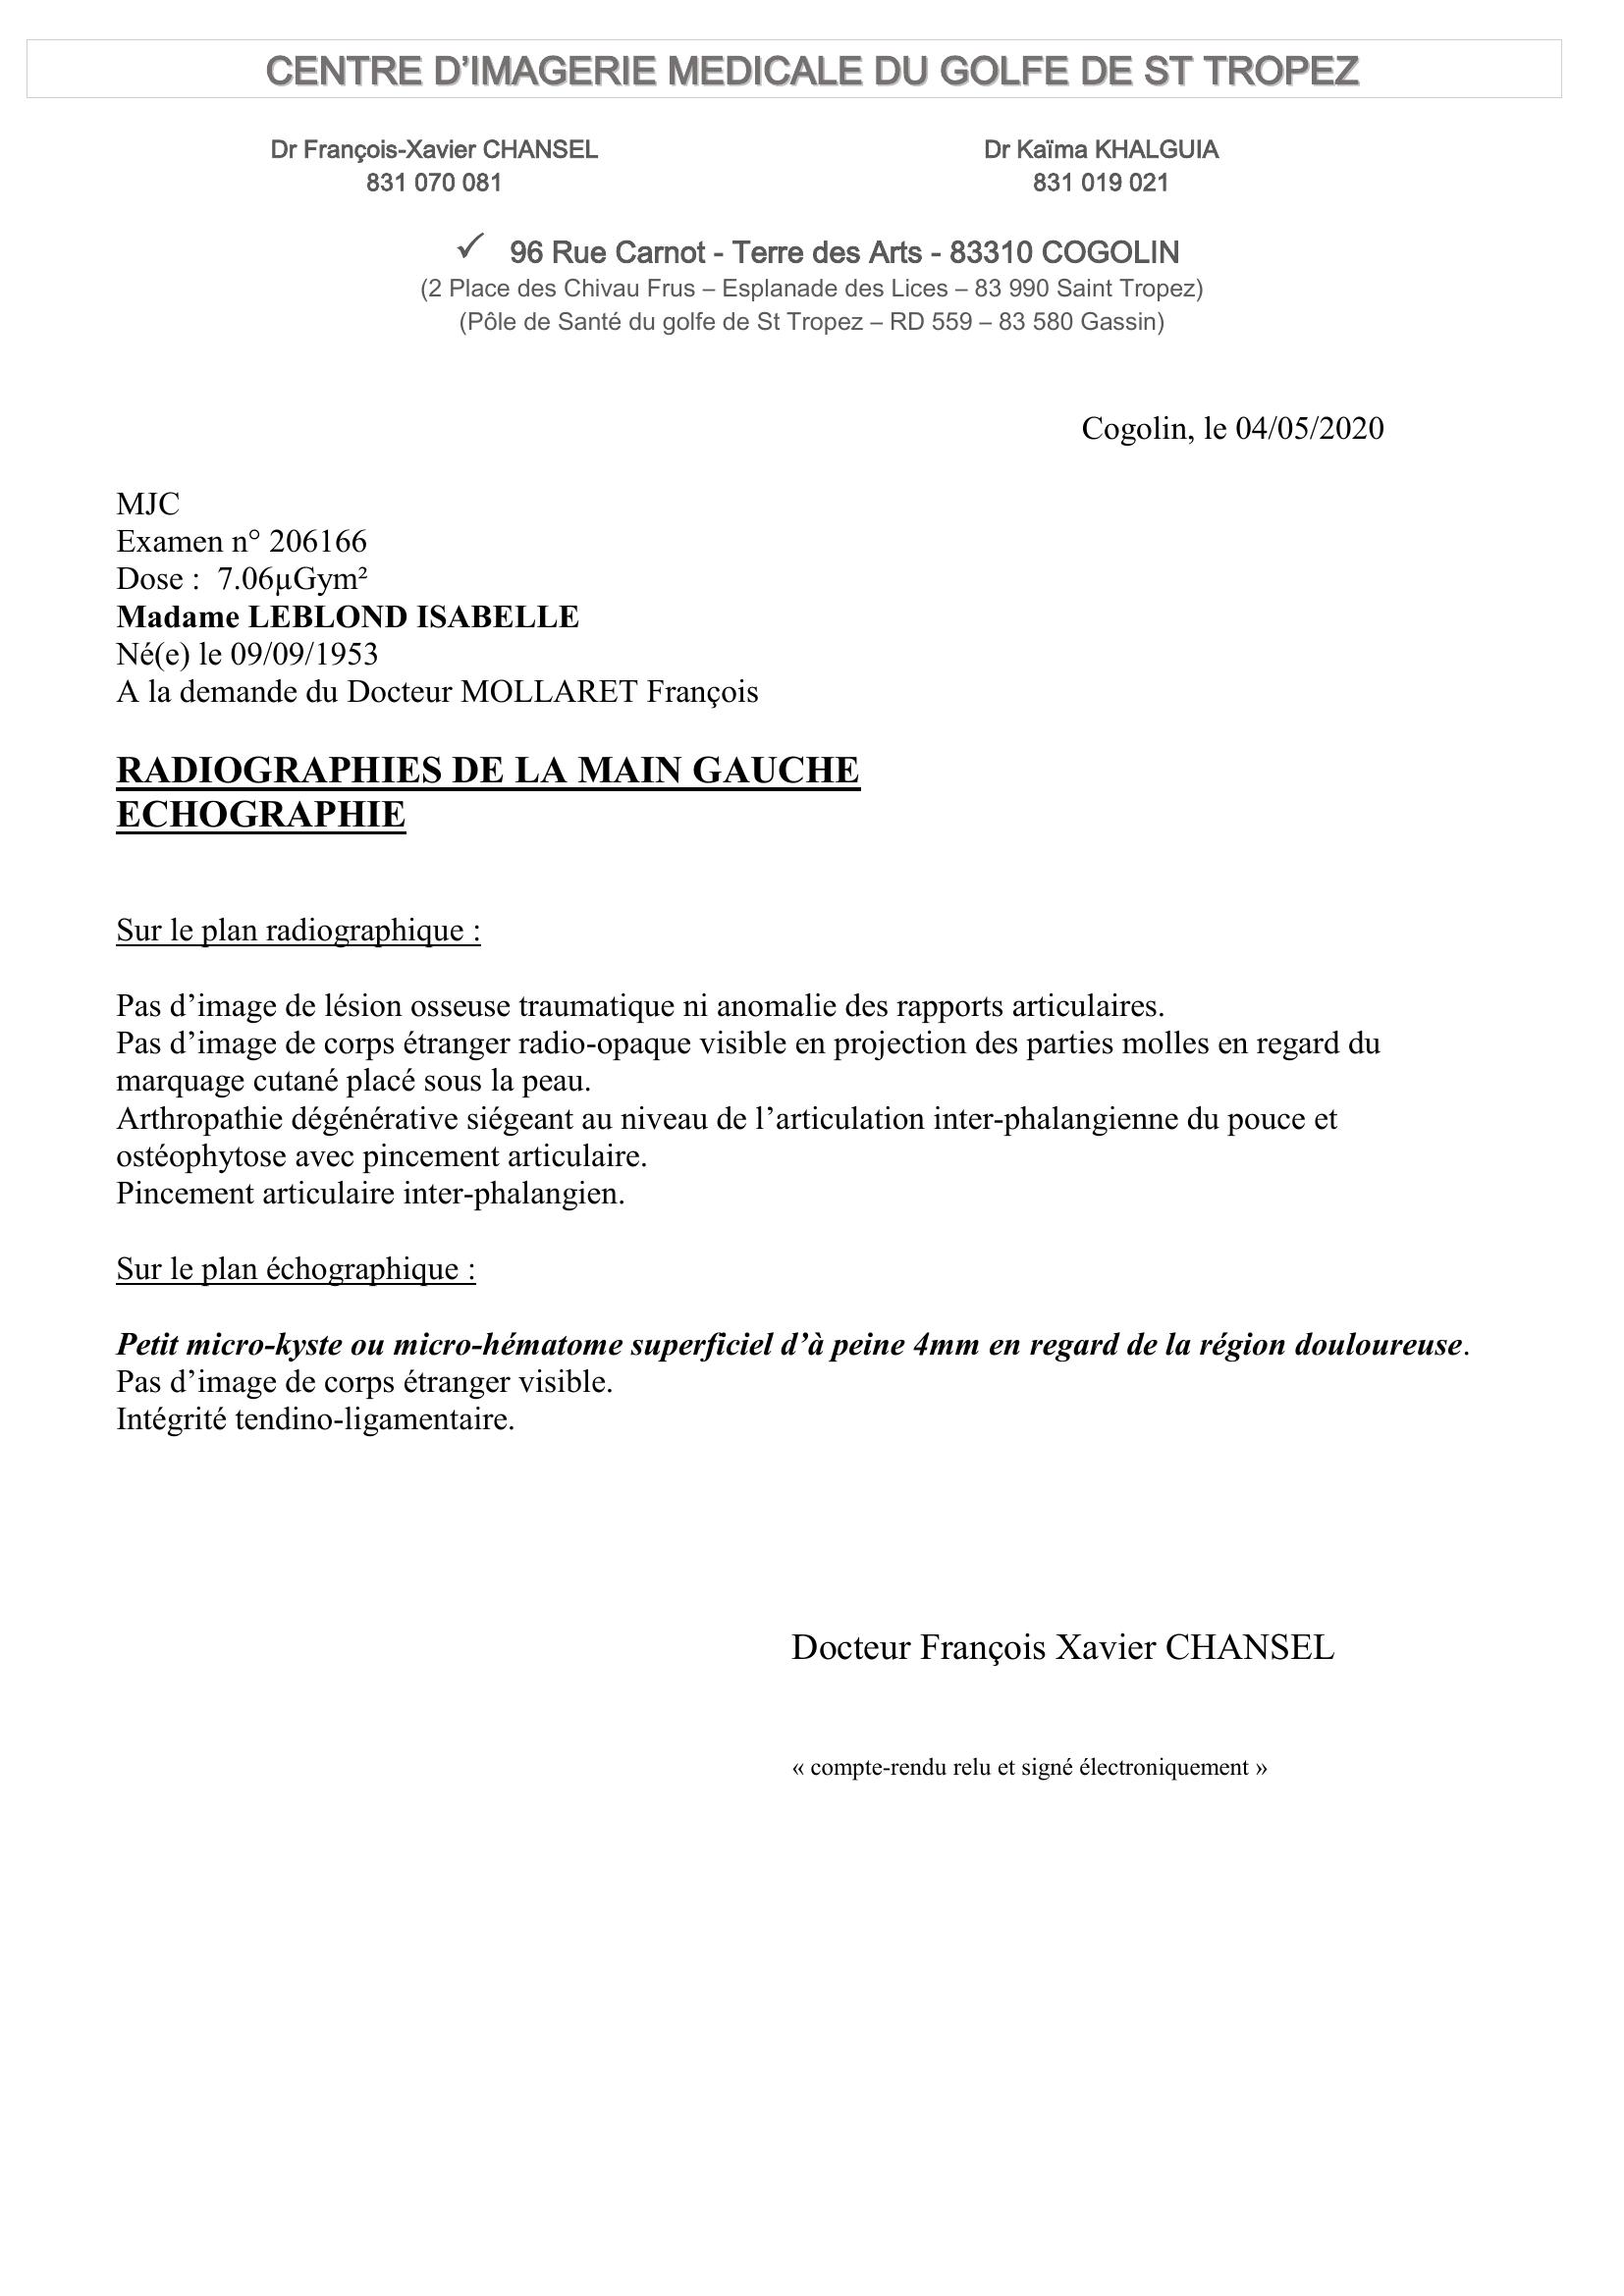 CENTRE D’IMAGERIE MEDICALE DU GOLFE DE ST TROPEZ
Dr François-Xavier CHANSEL
831 070 081
Dr Kaïma KHALGUIA
831 019 021
✓ 96 Rue Carnot - Terre des Arts - 83310 COGOLIN
(2 Place des Chivau Frus – Esplanade des Lices – 83 990 Saint Tropez)
(Pôle de Santé du golfe de St Tropez – RD 559 – 83 580 Gassin)
Cogolin, le 04/05/2020
MJC
Examen n° 206166
Dose :  7.06µGym²
Madame LEBLOND ISABELLE
Né(e) le 09/09/1953
A la demande du Docteur MOLLARET François
RADIOGRAPHIES DE LA MAIN GAUCHE
ECHOGRAPHIE
Sur le plan radiographique :
Pas d’image de lésion osseuse traumatique ni anomalie des rapports articulaires.
Pas d’image de corps étranger radio-opaque visible en projection des parties molles en regard du
marquage cutané placé sous la peau.
Arthropathie dégénérative siégeant au niveau de l’articulation inter-phalangienne du pouce et
ostéophytose avec pincement articulaire.
Pincement articulaire inter-phalangien.
Sur le plan échographique :
Petit micro-kyste ou micro-hématome superficiel d’à peine 4mm en regard de la région douloureuse.
Pas d’image de corps étranger visible.
Intégrité tendino-ligamentaire.
Docteur François Xavier CHANSEL
« compte-rendu relu et signé électroniquement »